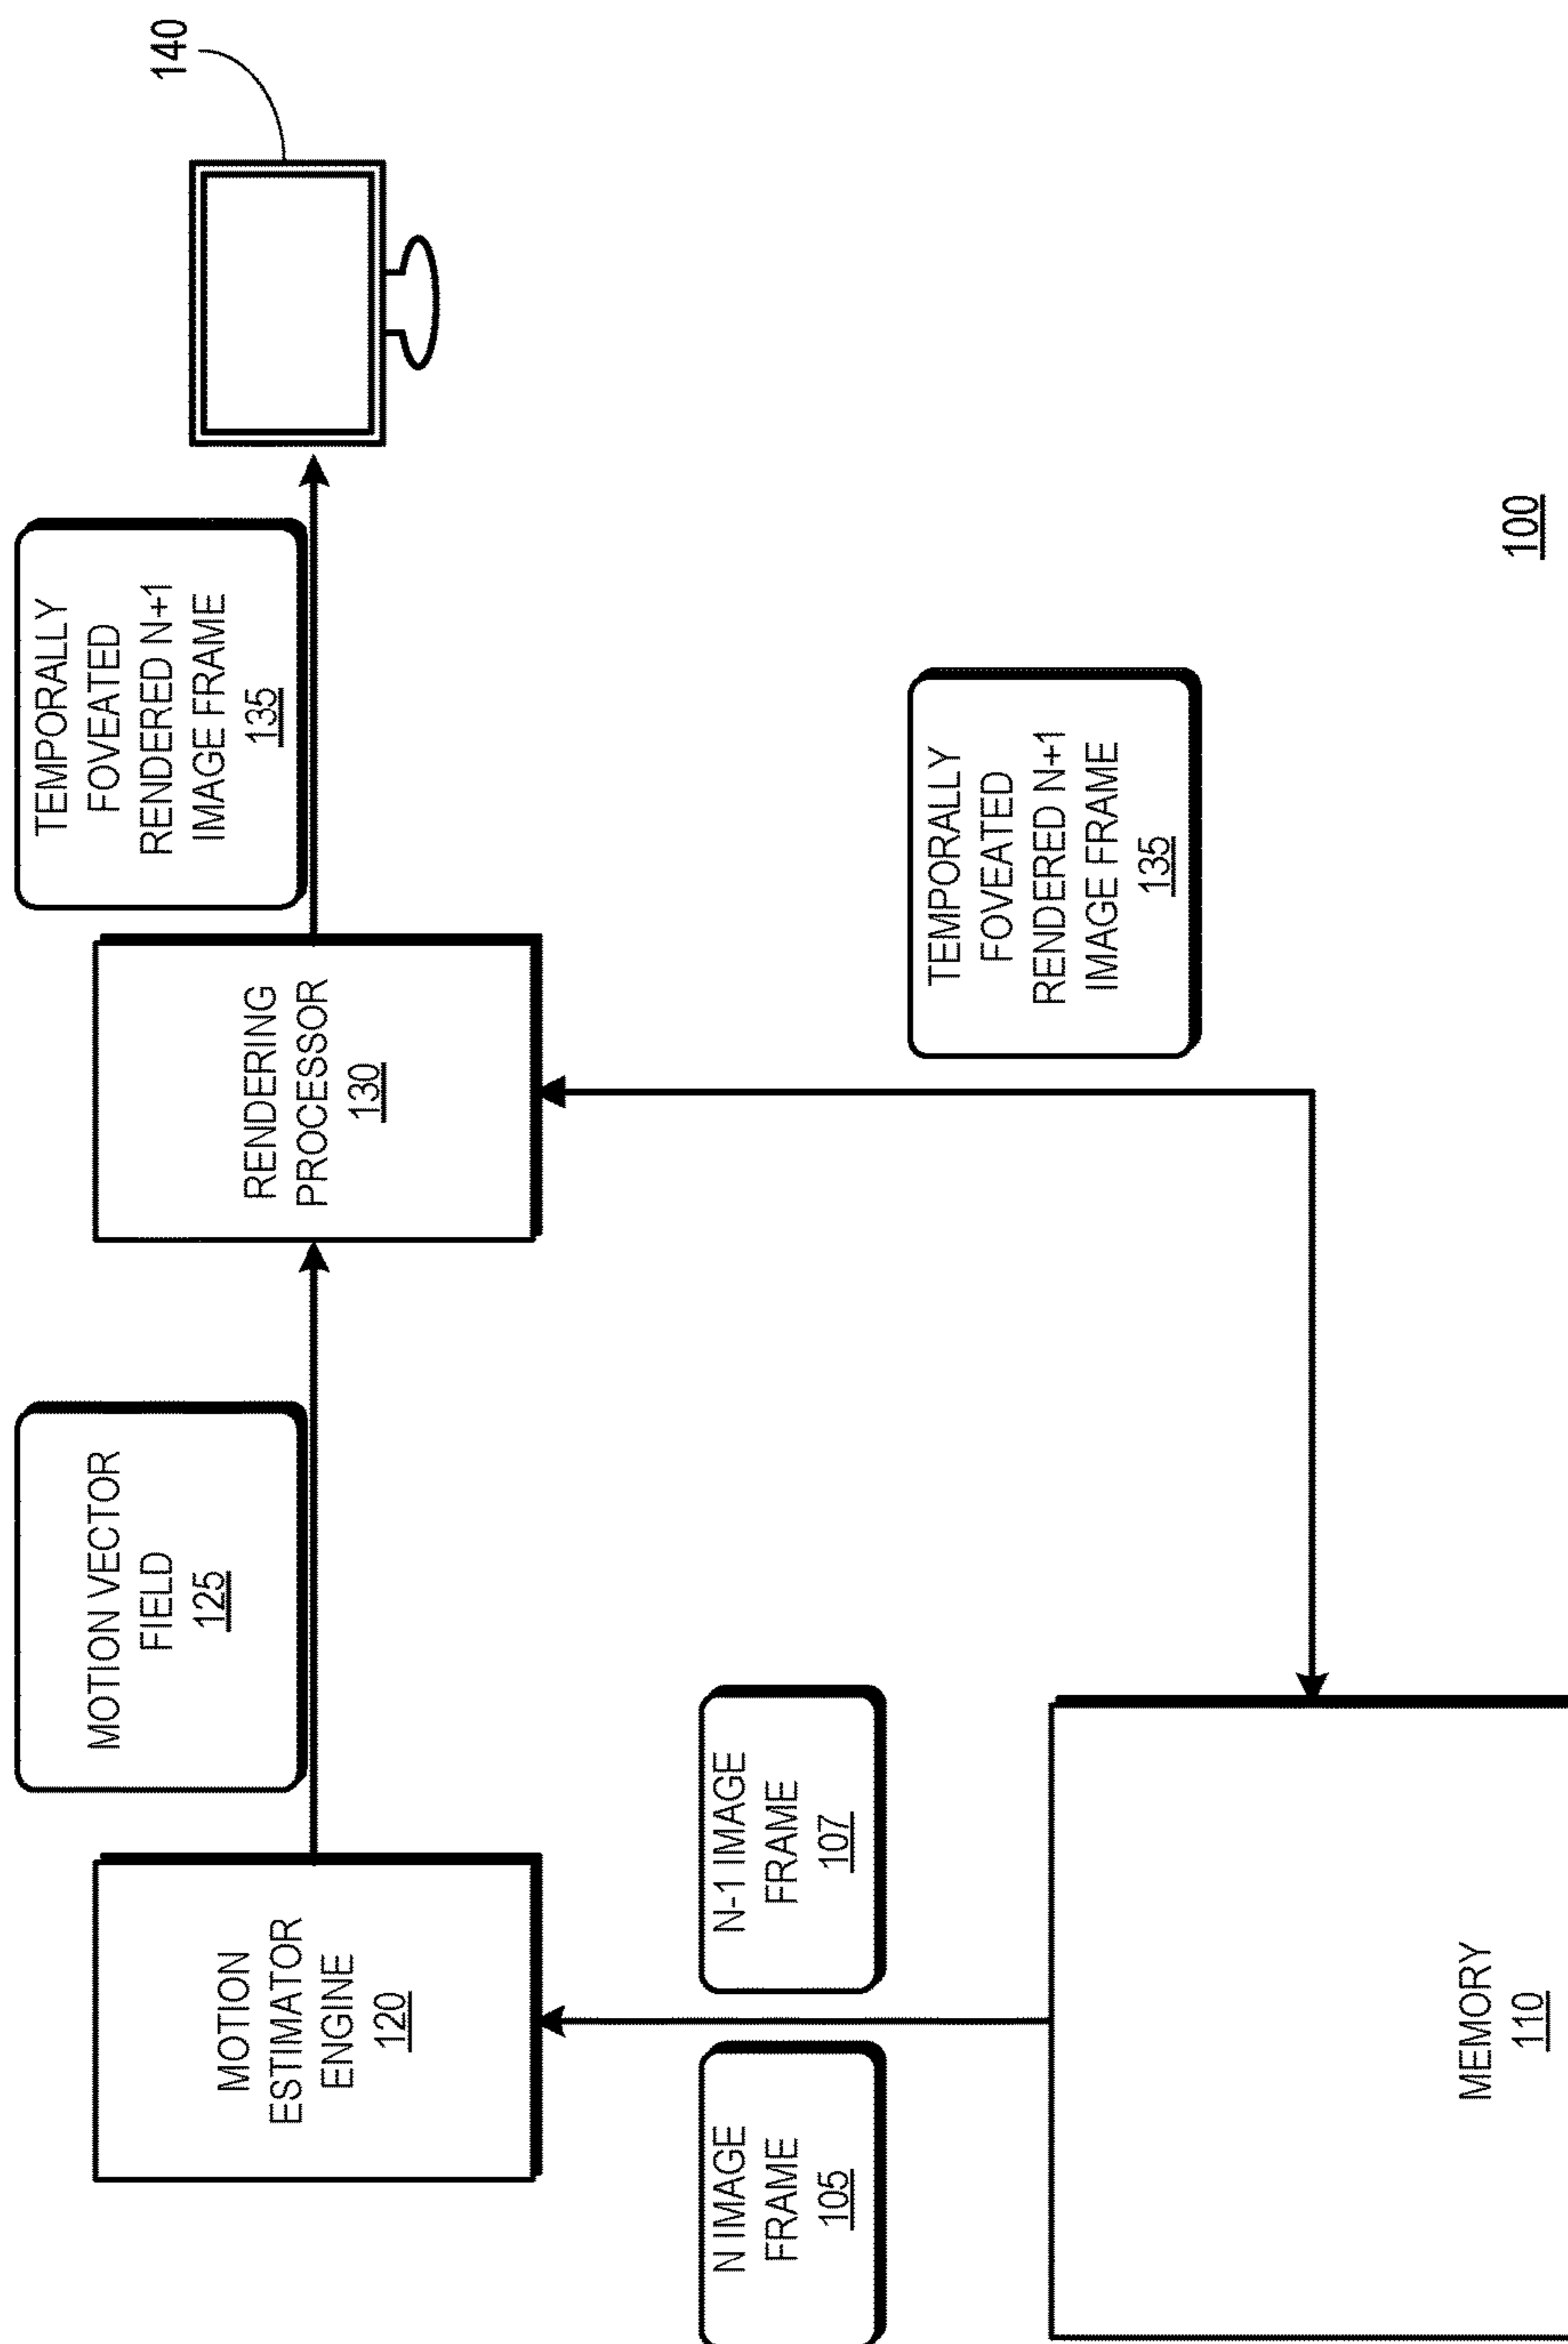 MOTION VECTOR
FIELD
125
TEMPORALLY
FOVEATED
RENDERED N+1
IMAGE FRAME
135
140
MOTION
ESTIMATOR
ENGINE
120
RENDERING
PROCESSOR
130
N IMAGE
FRAME
105
N-1 IMAGE
FRAME
107
TEMPORALLY
FOVEATED
RENDERED N+1
IMAGE FRAME
135
MEMORY
110
100